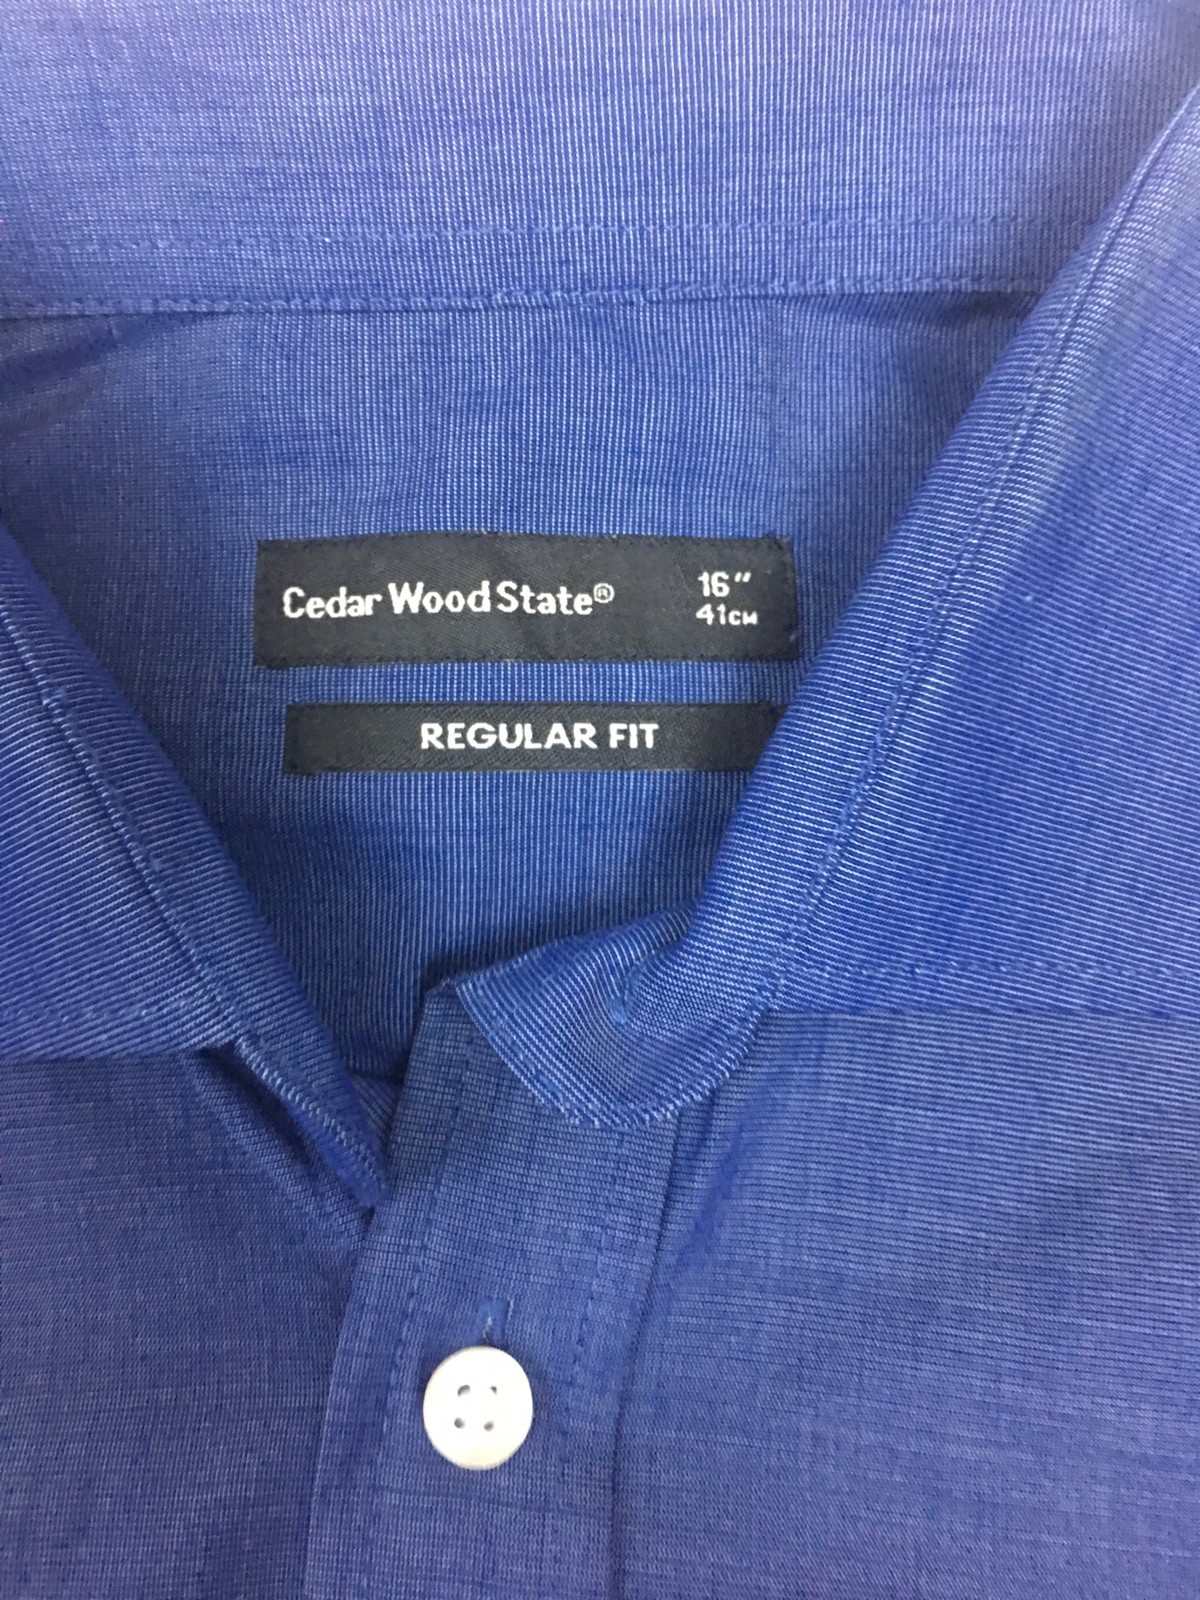 Cedar Wood State® 16"
41CM
REGULAR FIT